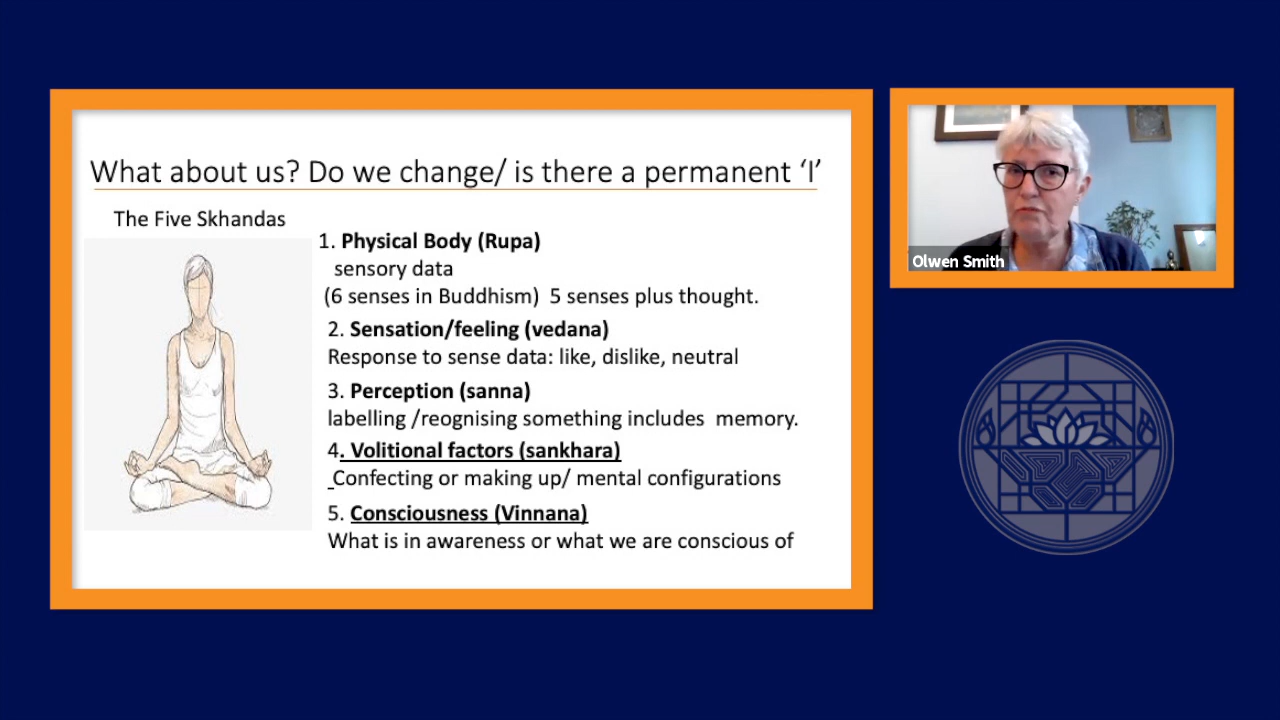 What about us? Do we change/ is there a permanent ‘I’
The Five Skhandas
1. Physical Body (Rupa)
sensory data
(6 senses in Buddhism) 5 senses plus thought.
2. Sensation/feeling (vedana)
Response to sense data: like, dislike, neutral
3. Perception (sanna)
labelling /reognising something includes memory.
4. Volitional factors (sankhara)
Confecting or making up/ mental configurations
5. Consciousness (Vinnana)
What is in awareness or what we are conscious of
Olwen Smith